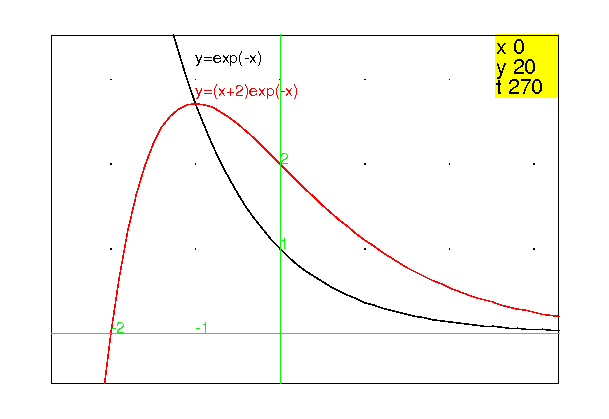 x 0
y 20
t 270
y=exp(-x)
y=(x+2)exp(-x)
2
1
-2
-1